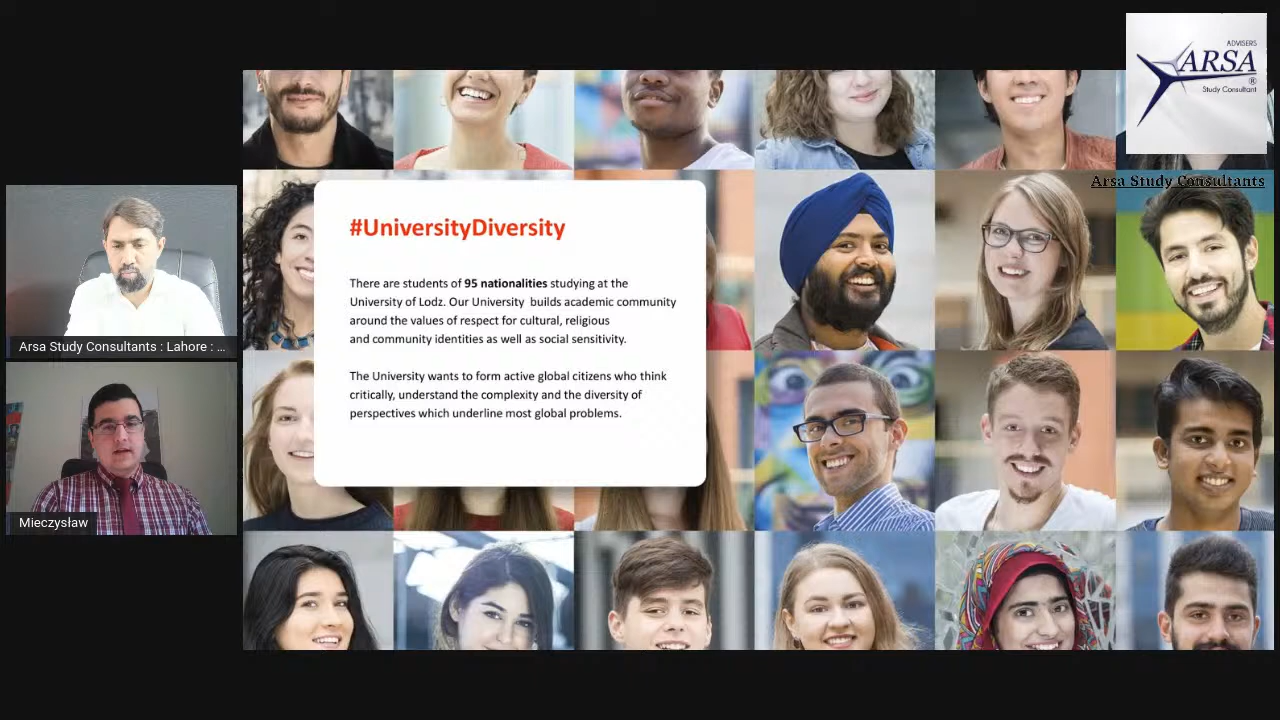 ADVISERS
ARSA
®
Study Consultant
Arsa Study Consultants
#UniversityDiversity
There are students of 95 nationalities studying at the
University of Lodz. Our University builds academic community
around the values of respect for cultural, religious
and community identities as well as social sensitivity.
The University wants to form active global citizens who think
critically, understand the complexity and the diversity of
perspectives which underline most global problems.
Arsa Study Consultants : Lahore : ...
Mieczysław